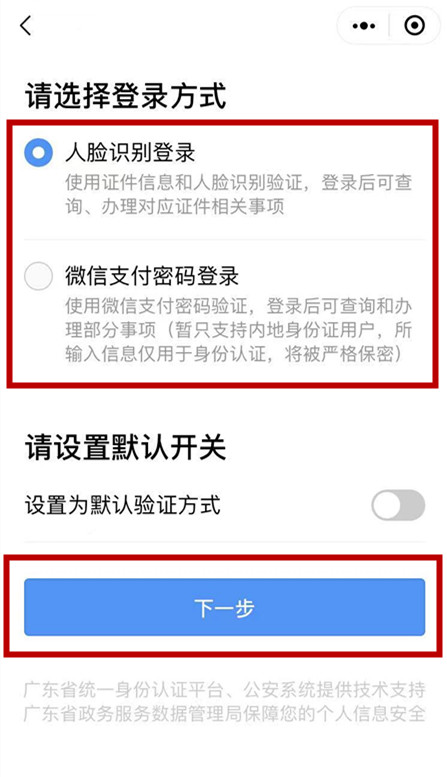 请选择登录方式
人脸识别登录
使用证件信息和人脸识别验证，登录后可查
询、办理对应证件相关事项
微信支付密码登录
使用微信支付密码验证，登录后可查询和办
理部分事项（暂只支持内地身份证用户，所
输入信息仅用于身份认证，将被严格保密）
请设置默认开关
设置为默认验证方式
下一步
广东省统一身份认证平台、公安系统提供技术支持
广东省政务服务数据管理局保障您的个人信息安全